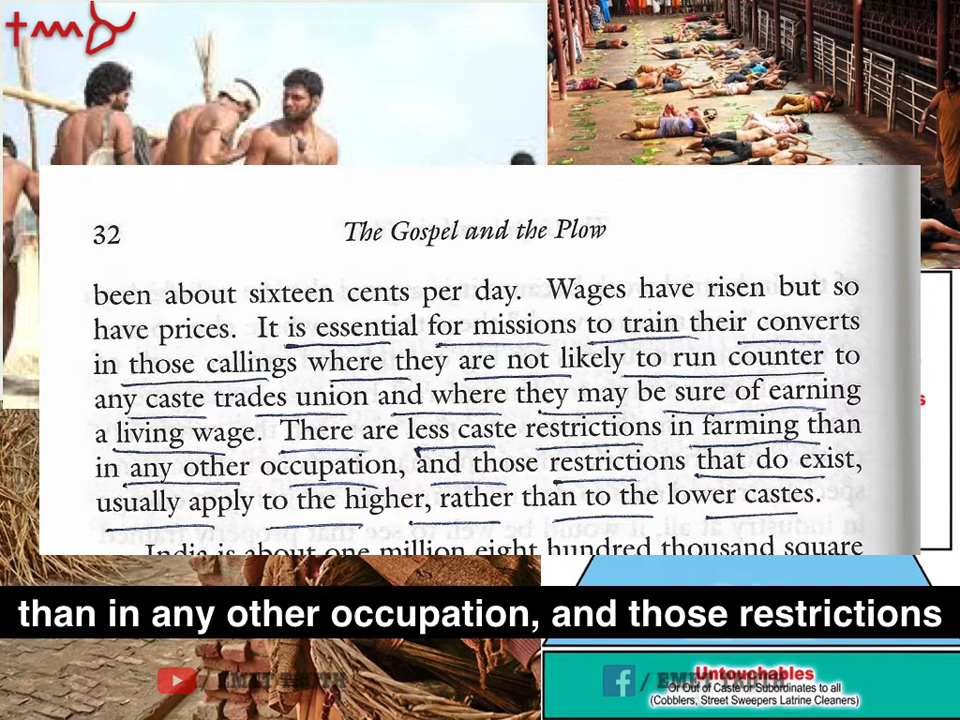 32
The Gospel and the Plow
been about sixteen cents per day. Wages have risen but so
have prices. It is essential for missions to train their converts
in those callings where they are not likely to run counter to
any caste trades union and where they may be sure of earning
a living wage. There are less caste restrictions in farming than
in any other occupation, and those restrictions that do exist,
usually apply to the higher, rather than to the lower castes.
India is about one million eight hundred thousand square
than in any other occupation, and those restrictions
/ EMET TRUTH
/ EMET TRUTH
Untouchables
Or Out of Caste or Subordinates to all
(Cobblers, Street Sweepers Latrine Cleaners)